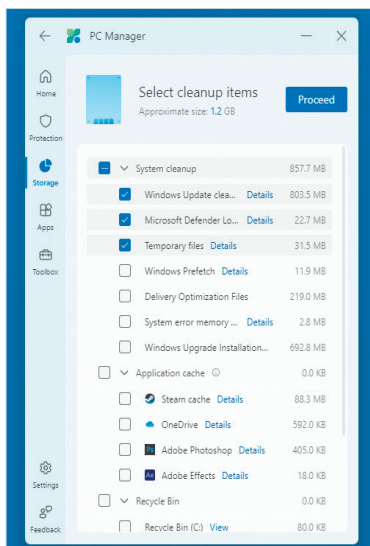 PC Manager
Home
Protection
Storage
Apps
Toolbox
Settings
Feedback
Select cleanup items
Approximate size: 1.2 GB
Proceed
System cleanup 857.7 MB
Windows Update clea... Details 803.5 MB
Microsoft Defender Lo... Details 22.7 MB
Temporary files Details 31.5 MB
Windows Prefetch Details 11.9 MB
Delivery Optimization Files 219.0 MB
System error memory ... Details 2.8 MB
Windows Upgrade Installation... 692.8 MB
Application cache 0.0 KB
Steam cache Details 88.3 MB
OneDrive Details 592.0 KB
Ps Adobe Photoshop Details 405.0 KB
Ae Adobe Effects Details 18.0 KB
Recycle Bin 0.0 KB
Recycle Bin (C:) View 80.0 KB